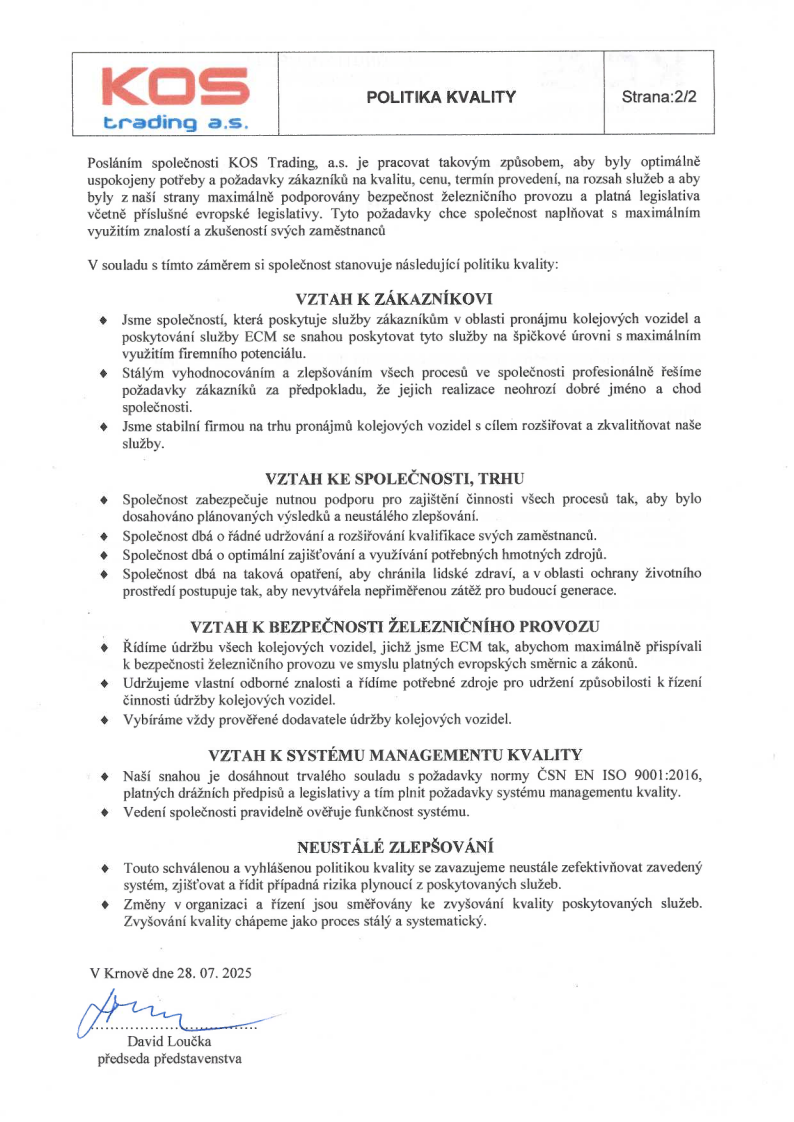 KOS
trading a.s.
POLITIKA KVALITY
Strana:2/2
Posláním společnosti KOS Trading, a.s. je pracovat takovým způsobem, aby byly optimálně
uspokojeny potřeby a požadavky zákazníků na kvalitu, cenu, termín provedení, na rozsah služeb a aby
byly z naší strany maximálně podporovány bezpečnost železničního provozu a platná legislativa
včetně příslušné evropské legislativy. Tyto požadavky chce společnost naplňovat s maximálním
využitím znalostí a zkušeností svých zaměstnanců
V souladu s tímto záměrem si společnost stanovuje následující politiku kvality:
VZTAH K ZÁKAZNÍKOVI
♦ Jsme společností, která poskytuje služby zákazníkům v oblasti pronájmu kolejových vozidel a
poskytování služby ECM se snahou poskytovat tyto služby na špičkové úrovni s maximálním
využitím firemního potenciálu.
♦ Stálým vyhodnocováním a zlepšováním všech procesů ve společnosti profesionálně řešíme
požadavky zákazníků za předpokladu, že jejich realizace neohrozí dobré jméno a chod
společnosti.
♦ Jsme stabilní firmou na trhu pronájmů kolejových vozidel s cílem rozšiřovat a zkvalitňovat naše
služby.
VZTAH KE SPOLEČNOSTI, TRHU
♦ Společnost zabezpečuje nutnou podporu pro zajištění činnosti všech procesů tak, aby bylo
dosahováno plánovaných výsledků a neustálého zlepšování.
♦ Společnost dbá o řádné udržování a rozšiřování kvalifikace svých zaměstnanců.
♦ Společnost dbá o optimální zajišťování a využívání potřebných hmotných zdrojů.
♦ Společnost dbá na taková opatření, aby chránila lidské zdraví, a v oblasti ochrany životního
prostředí postupuje tak, aby nevytvářela nepřiměřenou zátěž pro budoucí generace.
VZTAH K BEZPEČNOSTI ŽELEZNIČNÍHO PROVOZU
♦ Řídíme údržbu všech kolejových vozidel, jichž jsme ECM tak, abychom maximálně přispívali
k bezpečnosti železničního provozu ve smyslu platných evropských směrnic a zákonů.
♦ Udržujeme vlastní odborné znalosti a řídíme potřebné zdroje pro udržení způsobilosti k řízení
činnosti údržby kolejových vozidel.
♦ Vybíráme vždy prověřené dodavatele údržby kolejových vozidel.
VZTAH K SYSTÉMU MANAGEMENTU KVALITY
♦ Naší snahou je dosáhnout trvalého souladu s požadavky normy ČSN EN ISO 9001:2016,
platných drážních předpisů a legislativy a tím plnit požadavky systému managementu kvality.
♦ Vedení společnosti pravidelně ověřuje funkčnost systému.
NEUSTÁLÉ ZLEPŠOVÁNÍ
♦ Touto schválenou a vyhlášenou politikou kvality se zavazujeme neustále zefektivňovat zavedený
systém, zjišťovat a řídit případná rizika plynoucí z poskytovaných služeb.
♦ Změny v organizaci a řízení jsou směřovány ke zvyšování kvality poskytovaných služeb.
Zvyšování kvality chápeme jako proces stálý a systematický.
V Krnově dne 28. 07. 2025
David Loučka
předseda představenstva